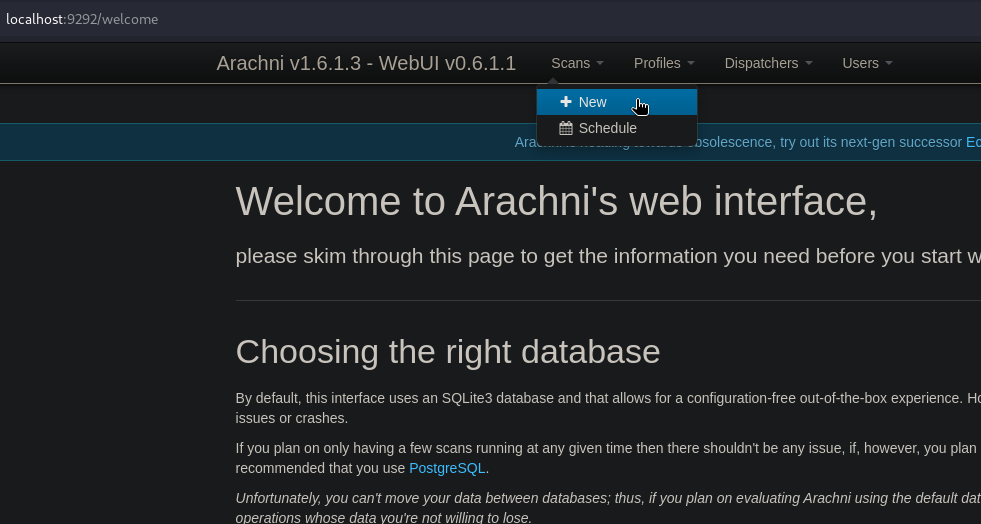 localhost:9292/welcome
Arachni v1.6.1.3 - WebUI v0.6.1.1 Scans Profiles Dispatchers Users
New
Schedule
Arachni is heading towards obsolescence, try out its next-gen successor Ec
Welcome to Arachni's web interface,
please skim through this page to get the information you need before you start w
Choosing the right database
By default, this interface uses an SQLite3 database and that allows for a configuration-free out-of-the-box experience. Ho
issues or crashes.
If you plan on only having a few scans running at any given time then there shouldn't be any issue, if, however, you plan
recommended that you use PostgreSQL.
Unfortunately, you can't move your data between databases; thus, if you plan on evaluating Arachni using the default dat
operations whose data you're not willing to lose.